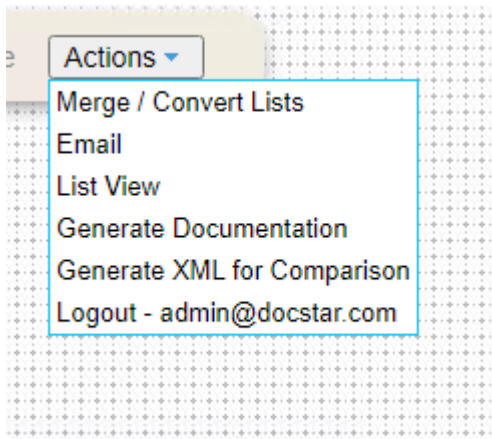 e
Actions
Merge / Convert Lists
Email
List View
Generate Documentation
Generate XML for Comparison
Logout - admin@docstar.com